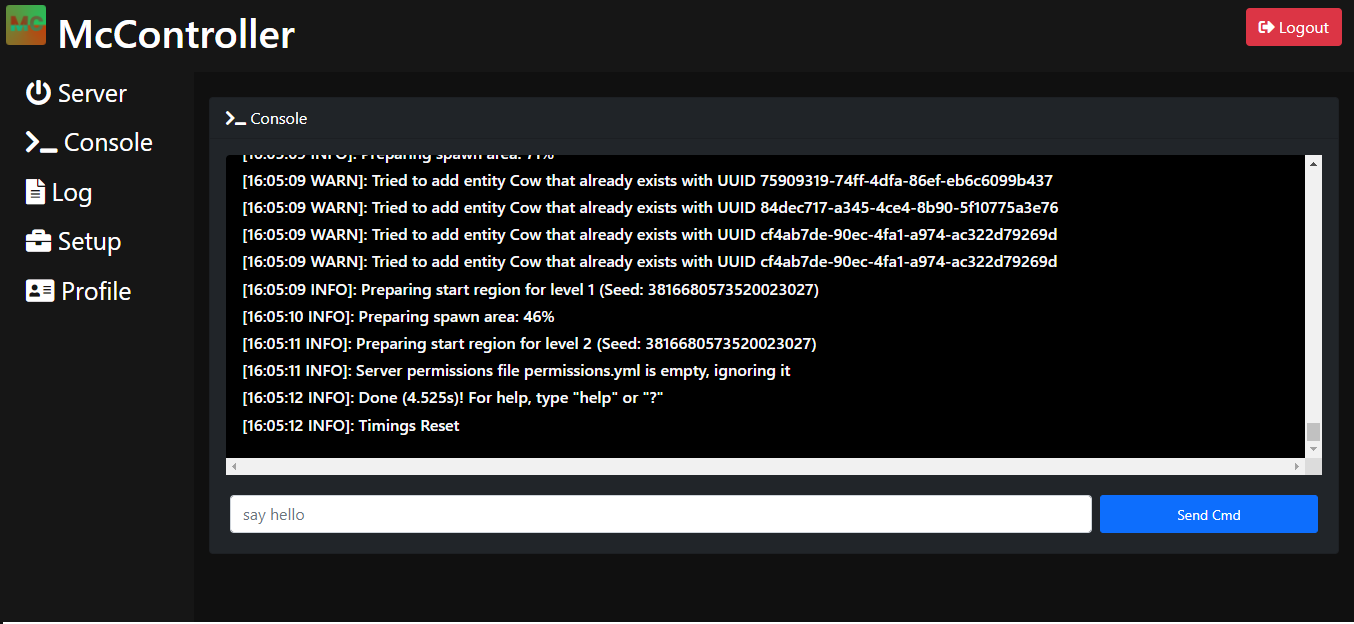 MC
McController
Logout
Server
Console
Log
Setup
Profile
Console
[16:05:09 INFO]: Preparing spawn area: 71%
[16:05:09 WARN]: Tried to add entity Cow that already exists with UUID 75909319-74ff-4dfa-86ef-eb6c6099b437
[16:05:09 WARN]: Tried to add entity Cow that already exists with UUID 84dec717-a345-4ce4-8b90-5f10775a3e76
[16:05:09 WARN]: Tried to add entity Cow that already exists with UUID cf4ab7de-90ec-4fa1-a974-ac322d79269d
[16:05:09 WARN]: Tried to add entity Cow that already exists with UUID cf4ab7de-90ec-4fa1-a974-ac322d79269d
[16:05:09 INFO]: Preparing start region for level 1 (Seed: 3816680573520023027)
[16:05:10 INFO]: Preparing spawn area: 46%
[16:05:11 INFO]: Preparing start region for level 2 (Seed: 3816680573520023027)
[16:05:11 INFO]: Server permissions file permissions.yml is empty, ignoring it
[16:05:12 INFO]: Done (4.525s)! For help, type "help" or "?"
[16:05:12 INFO]: Timings Reset
say hello
Send Cmd